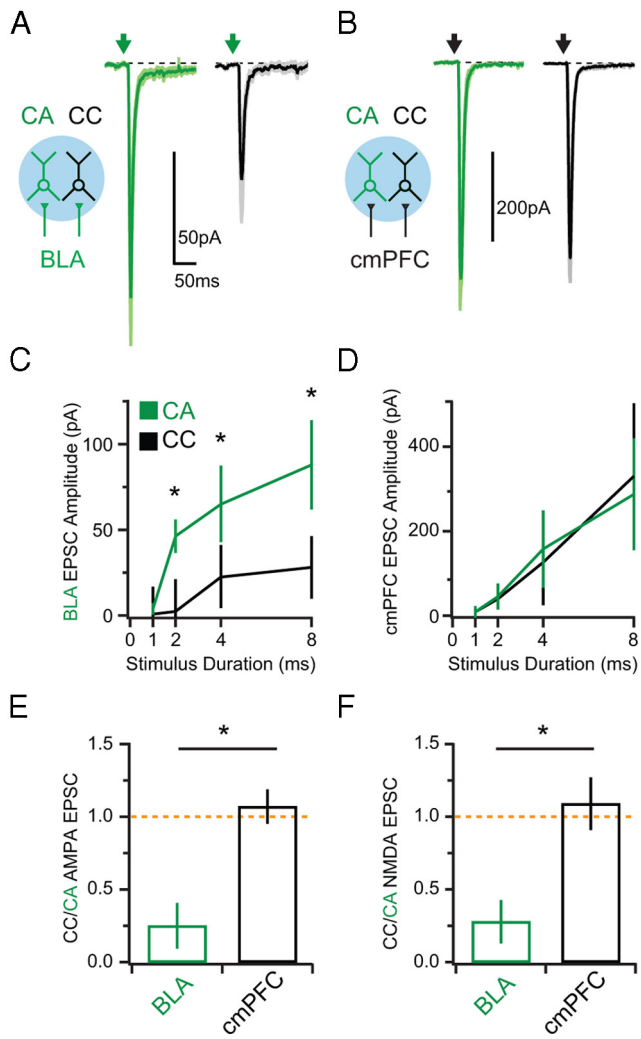 A
CA CC
BLA
50pA
50ms
B
CA CC
cmPFC
200pA
C
BLA EPSC Amplitude (pA)
100
50
0
CA
CC
*
*
*
0 1 2 4 8
Stimulus Duration (ms)
D
cmPFC EPSC Amplitude (pA)
400
200
0
0 1 2 4 8
Stimulus Duration (ms)
E
CC/CA AMPA EPSC
1.5
1.0
0.5
0.0
*
BLA
cmPFC
F
CC/CA NMDA EPSC
1.5
1.0
0.5
0.0
*
BLA
cmPFC